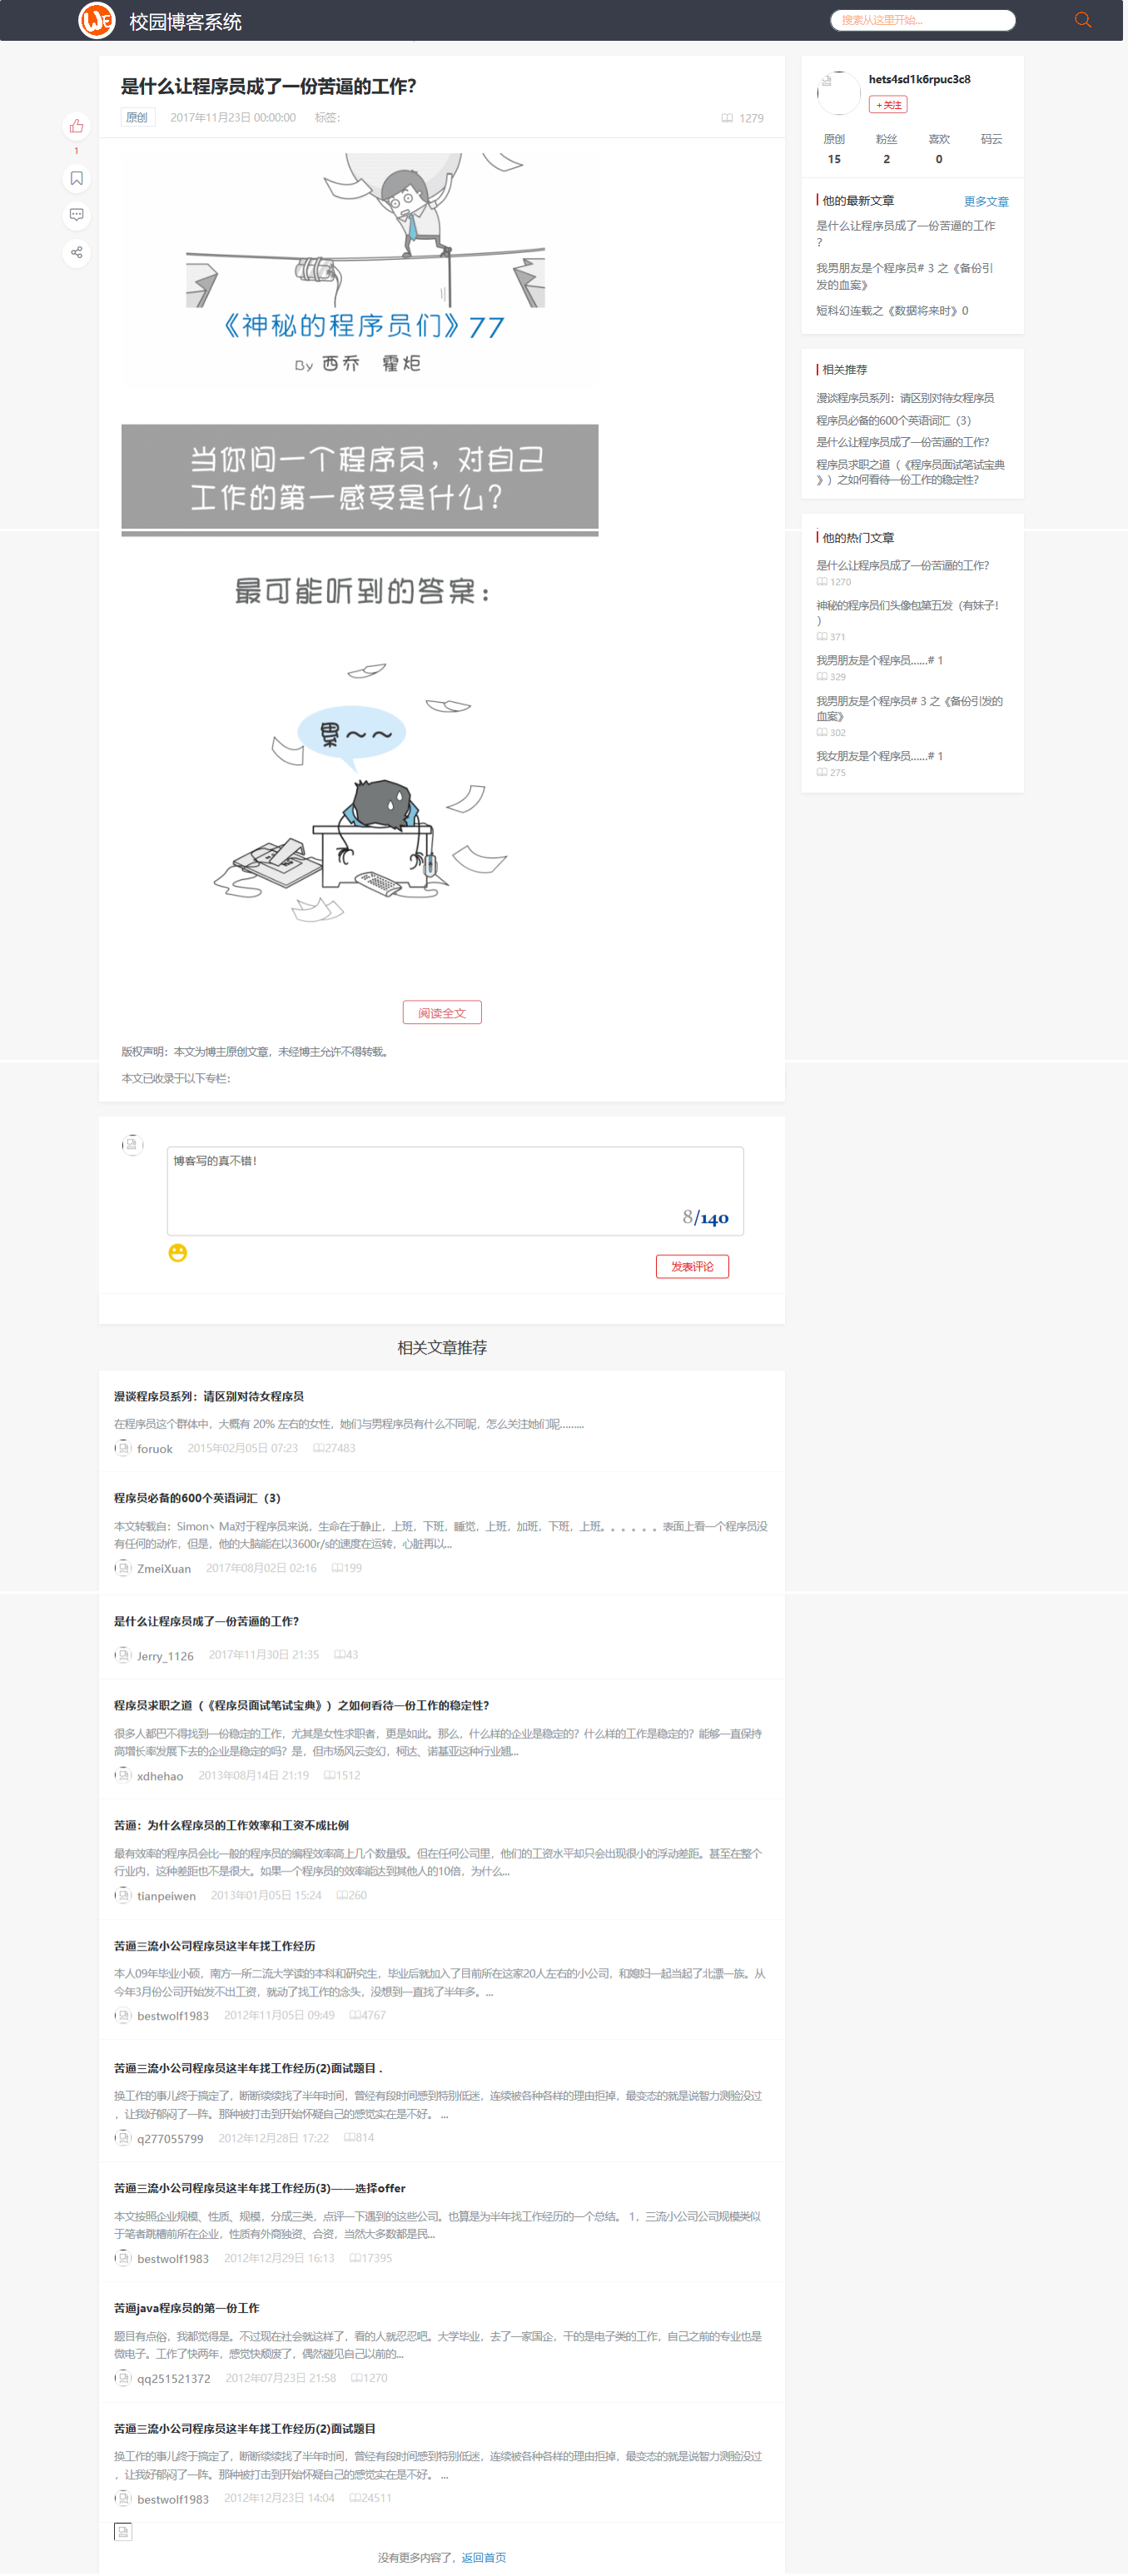 校园博客系统
搜索从这里开始...
是什么让程序员成了一份苦逼的工作？
原创 2017年11月23日 00:00:00 标签： 1279
1
《神秘的程序员们》77
By 西乔 霍炬
当你问一个程序员，对自己
工作的第一感受是什么？
最可能听到的答案：
累～～
阅读全文
版权声明：本文为博主原创文章，未经博主允许不得转载。
本文已收录于以下专栏：
博客写的真不错！
8/140
发表评论
hets4sd1k6rpuc3c8
+关注
原创 粉丝 喜欢 码云
15 2 0
他的最新文章 更多文章
是什么让程序员成了一份苦逼的工作
？
我男朋友是个程序员# 3 之《备份引
发的血案》
短科幻连载之《数据将来时》0
相关推荐
漫谈程序员系列：请区别对待女程序员
程序员必备的600个英语词汇（3）
是什么让程序员成了一份苦逼的工作？
程序员求职之道（《程序员面试笔试宝典
》）之如何看待一份工作的稳定性？
他的热门文章
是什么让程序员成了一份苦逼的工作？
1270
神秘的程序员们头像包第五发（有妹子！
）
371
我男朋友是个程序员……# 1
329
我男朋友是个程序员# 3 之《备份引发的
血案》
302
我女朋友是个程序员……# 1
275
相关文章推荐
漫谈程序员系列：请区别对待女程序员
在程序员这个群体中，大概有 20% 左右的女性，她们与男程序员有什么不同呢，怎么关注她们呢………
foruok 2015年02月05日 07:23 27483
程序员必备的600个英语词汇（3）
本文转载自：Simon丶Ma对于程序员来说，生命在于静止，上班，下班，睡觉，上班，加班，下班，上班。。。。。。表面上看一个程序员没
有任何的动作，但是，他的大脑能在以3600r/s的速度在运转，心脏再以...
ZmeiXuan 2017年08月02日 02:16 199
是什么让程序员成了一份苦逼的工作？
Jerry_1126 2017年11月30日 21:35 43
程序员求职之道（《程序员面试笔试宝典》）之如何看待一份工作的稳定性？
很多人都巴不得找到一份稳定的工作，尤其是女性求职者，更是如此。那么，什么样的企业是稳定的？什么样的工作是稳定的？能够一直保持
高增长率发展下去的企业是稳定的吗？是，但市场风云变幻，柯达、诺基亚这种行业翘...
xdhehao 2013年08月14日 21:19 1512
苦逼：为什么程序员的工作效率和工资不成比例
最有效率的程序员会比一般的程序员的编程效率高上几个数量级。但在任何公司里，他们的工资水平却只会出现很小的浮动差距。甚至在整个
行业内，这种差距也不是很大。如果一个程序员的效率能达到其他人的10倍，为什么...
tianpeiwen 2013年01月05日 15:24 260
苦逼三流小公司程序员这半年找工作经历
本人09年毕业小硕，南方一所二流大学读的本科和研究生，毕业后就加入了目前所在这家20人左右的小公司，和媳妇一起当起了北漂一族。从
今年3月份公司开始发不出工资，就动了找工作的念头，没想到一直找了半年多。...
bestwolf1983 2012年11月05日 09:49 4767
苦逼三流小公司程序员这半年找工作经历(2)面试题目 .
换工作的事儿终于搞定了，断断续续找了半年时间，曾经有段时间感到特别低迷，连续被各种各样的理由拒掉，最变态的就是说智力测验没过
，让我好郁闷了一阵。那种被打击到开始怀疑自己的感觉实在是不好。 ...
q277055799 2012年12月28日 17:22 814
苦逼三流小公司程序员这半年找工作经历(3)——选择offer
本文按照企业规模、性质、规模，分成三类，点评一下遇到的这些公司。也算是为半年找工作经历的一个总结。 1，三流小公司公司规模类似
于笔者跳槽前所在企业，性质有外商独资、合资，当然大多数都是民...
bestwolf1983 2012年12月29日 16:13 17395
苦逼java程序员的第一份工作
题目有点俗，我都觉得是。不过现在社会就这样了，看的人就忍忍吧。大学毕业，去了一家国企，干的是电子类的工作，自己之前的专业也是
微电子。工作了快两年，感觉快颓废了，偶然碰见自己以前的...
qq251521372 2012年07月23日 21:58 1270
苦逼三流小公司程序员这半年找工作经历(2)面试题目
换工作的事儿终于搞定了，断断续续找了半年时间，曾经有段时间感到特别低迷，连续被各种各样的理由拒掉，最变态的就是说智力测验没过
，让我好郁闷了一阵。那种被打击到开始怀疑自己的感觉实在是不好。 ...
bestwolf1983 2012年12月23日 14:04 24511
没有更多内容了，返回首页